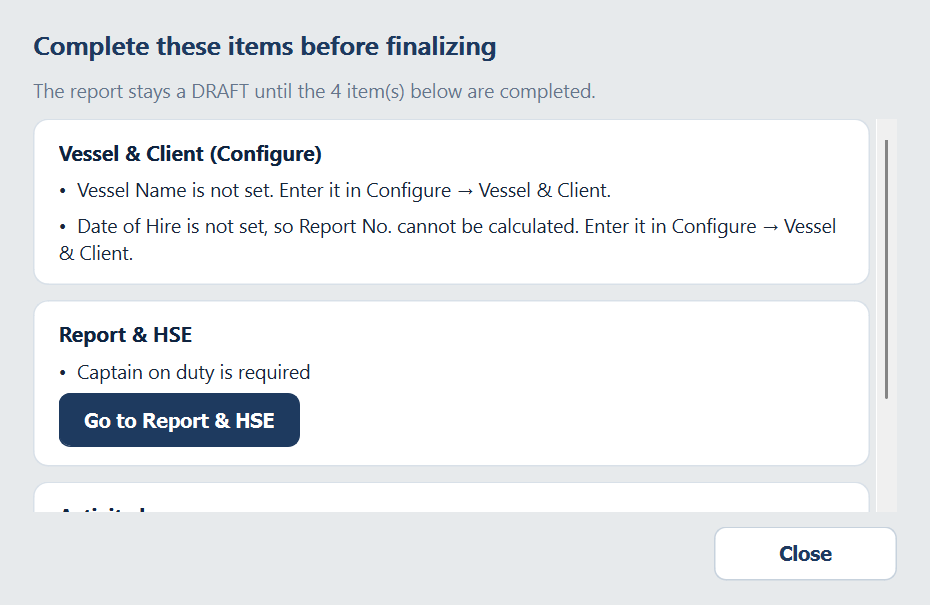 Complete these items before finalizing
The report stays a DRAFT until the 4 item(s) below are completed.
Vessel & Client (Configure)
• Vessel Name is not set. Enter it in Configure → Vessel & Client.
• Date of Hire is not set, so Report No. cannot be calculated. Enter it in Configure → Vessel
& Client.
Report & HSE
• Captain on duty is required
Go to Report & HSE
Close